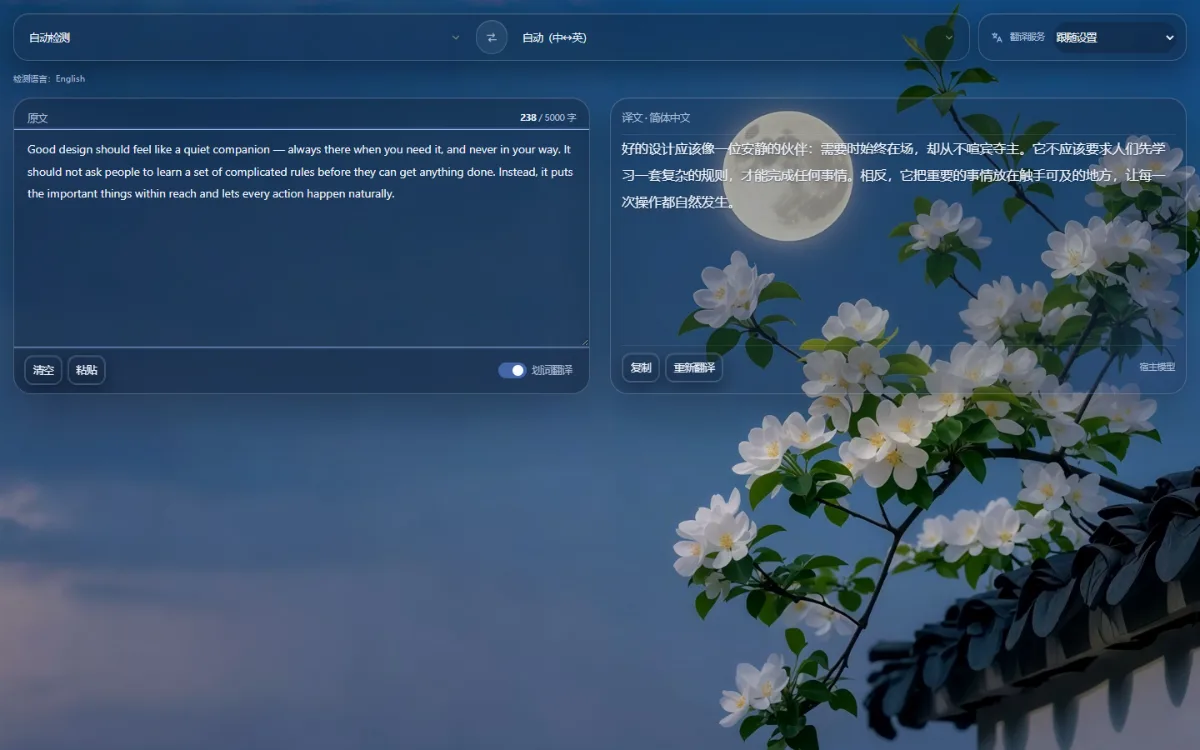 自动检测
自动 (中↔英)
翻译服务
跟随设置
检测语言: English
原文
238 / 5000 字
Good design should feel like a quiet companion — always there when you need it, and never in your way. It
should not ask people to learn a set of complicated rules before they can get anything done. Instead, it puts
the important things within reach and lets every action happen naturally.
清空
粘贴
划词翻译
译文 · 简体中文
好的设计应该像一位安静的伙伴：需要时始终在场，却从不喧宾夺主。它不应该要求人们先学
习一套复杂的规则，才能完成任何事情。相反，它把重要的事情放在触手可及的地方，让每一
次操作都自然发生。
复制
重新翻译
宿主模型